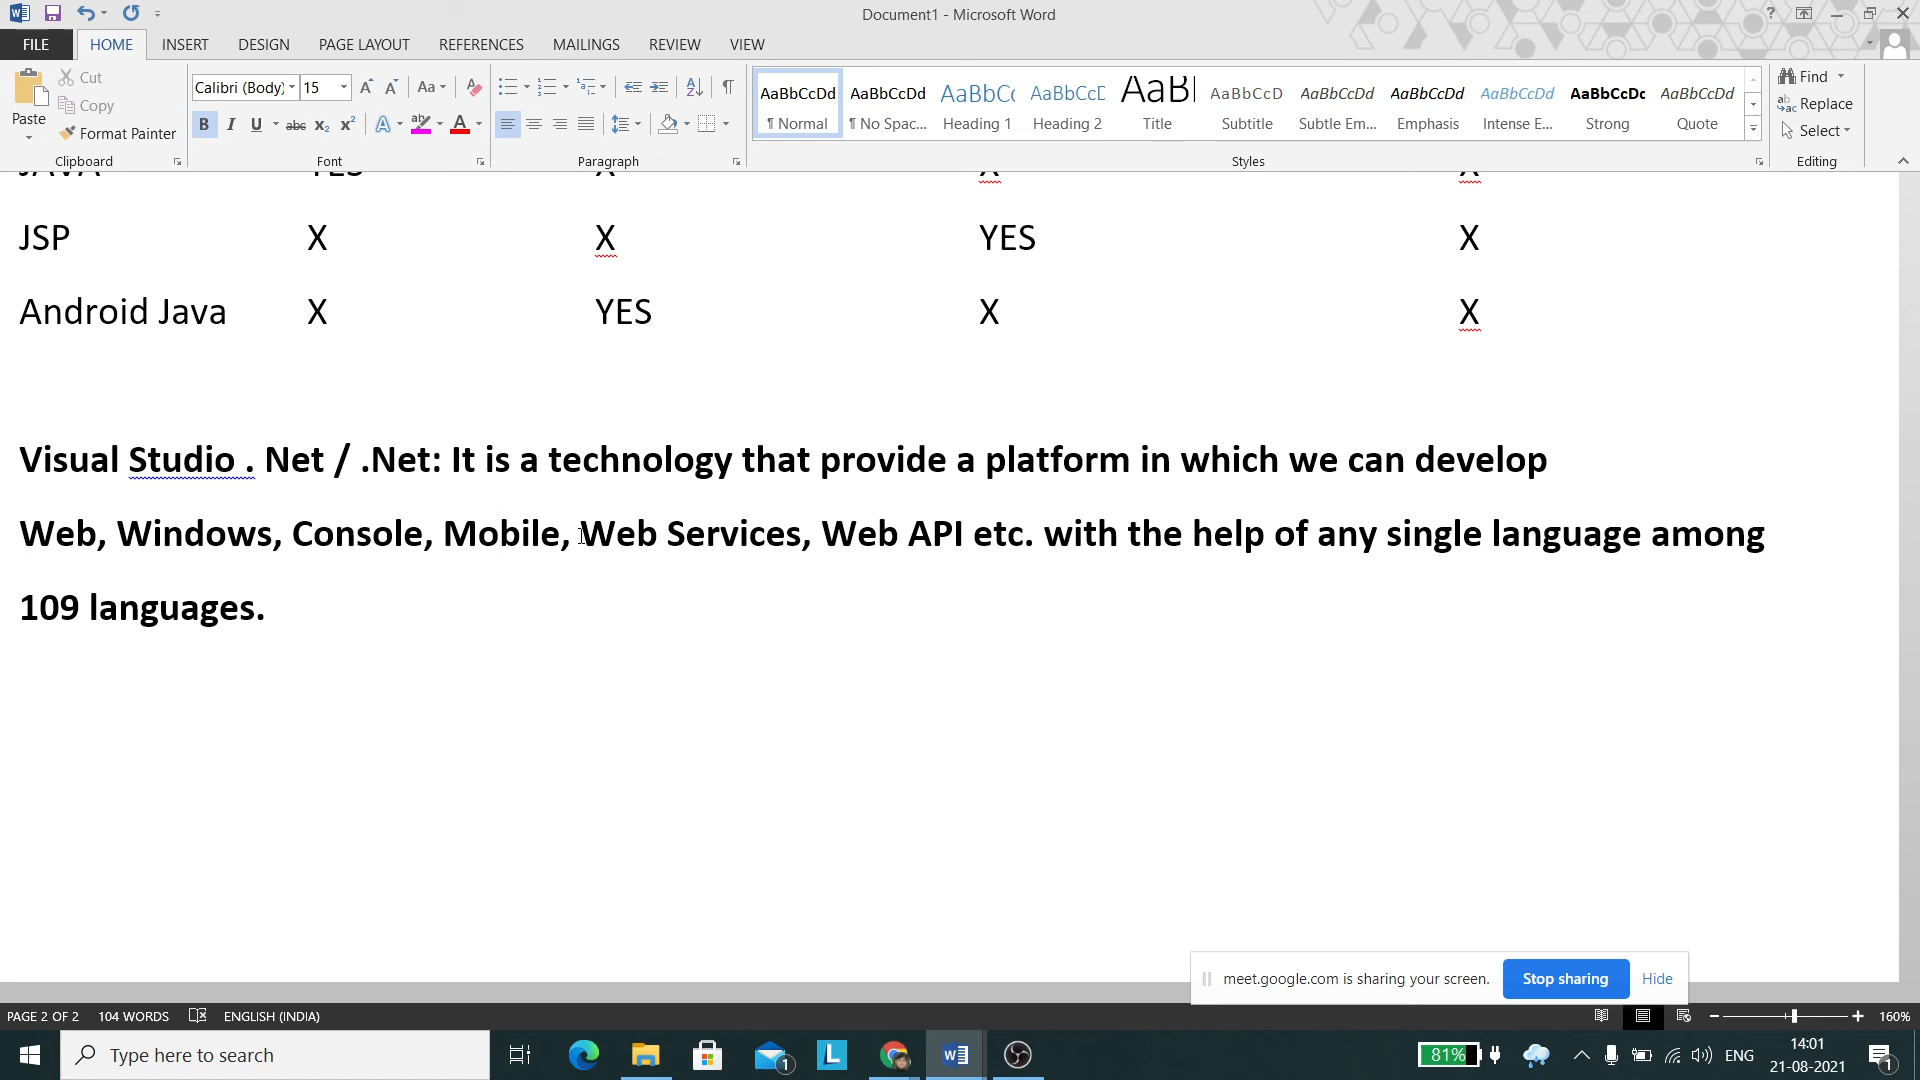 Document1 - Microsoft Word
FILE HOME INSERT DESIGN PAGE LAYOUT REFERENCES MAILINGS REVIEW VIEW
Paste
Cut
Copy
Format Painter
Clipboard
Calibri (Body) 15
Font
Paragraph
AaBbCcDd AaBbCcDd AaBbCc AaBbCcD AaBl AaBbCcD AaBbCcDd AaBbCcDd AaBbCcDd AaBbCcDc AaBbCcDd
¶ Normal ¶ No Spac... Heading 1 Heading 2 Title Subtitle Subtle Em... Emphasis Intense E... Strong Quote
Styles
Find
Replace
Select
Editing
JAVA YES X X X
JSP X X YES X
Android Java X YES X X
Visual Studio . Net / .Net: It is a technology that provide a platform in which we can develop
Web, Windows, Console, Mobile, Web Services, Web API etc. with the help of any single language among
109 languages.
meet.google.com is sharing your screen. Stop sharing Hide
PAGE 2 OF 2 104 WORDS ENGLISH (INDIA) 160%
Type here to search
81%
ENG
14:01
21-08-2021